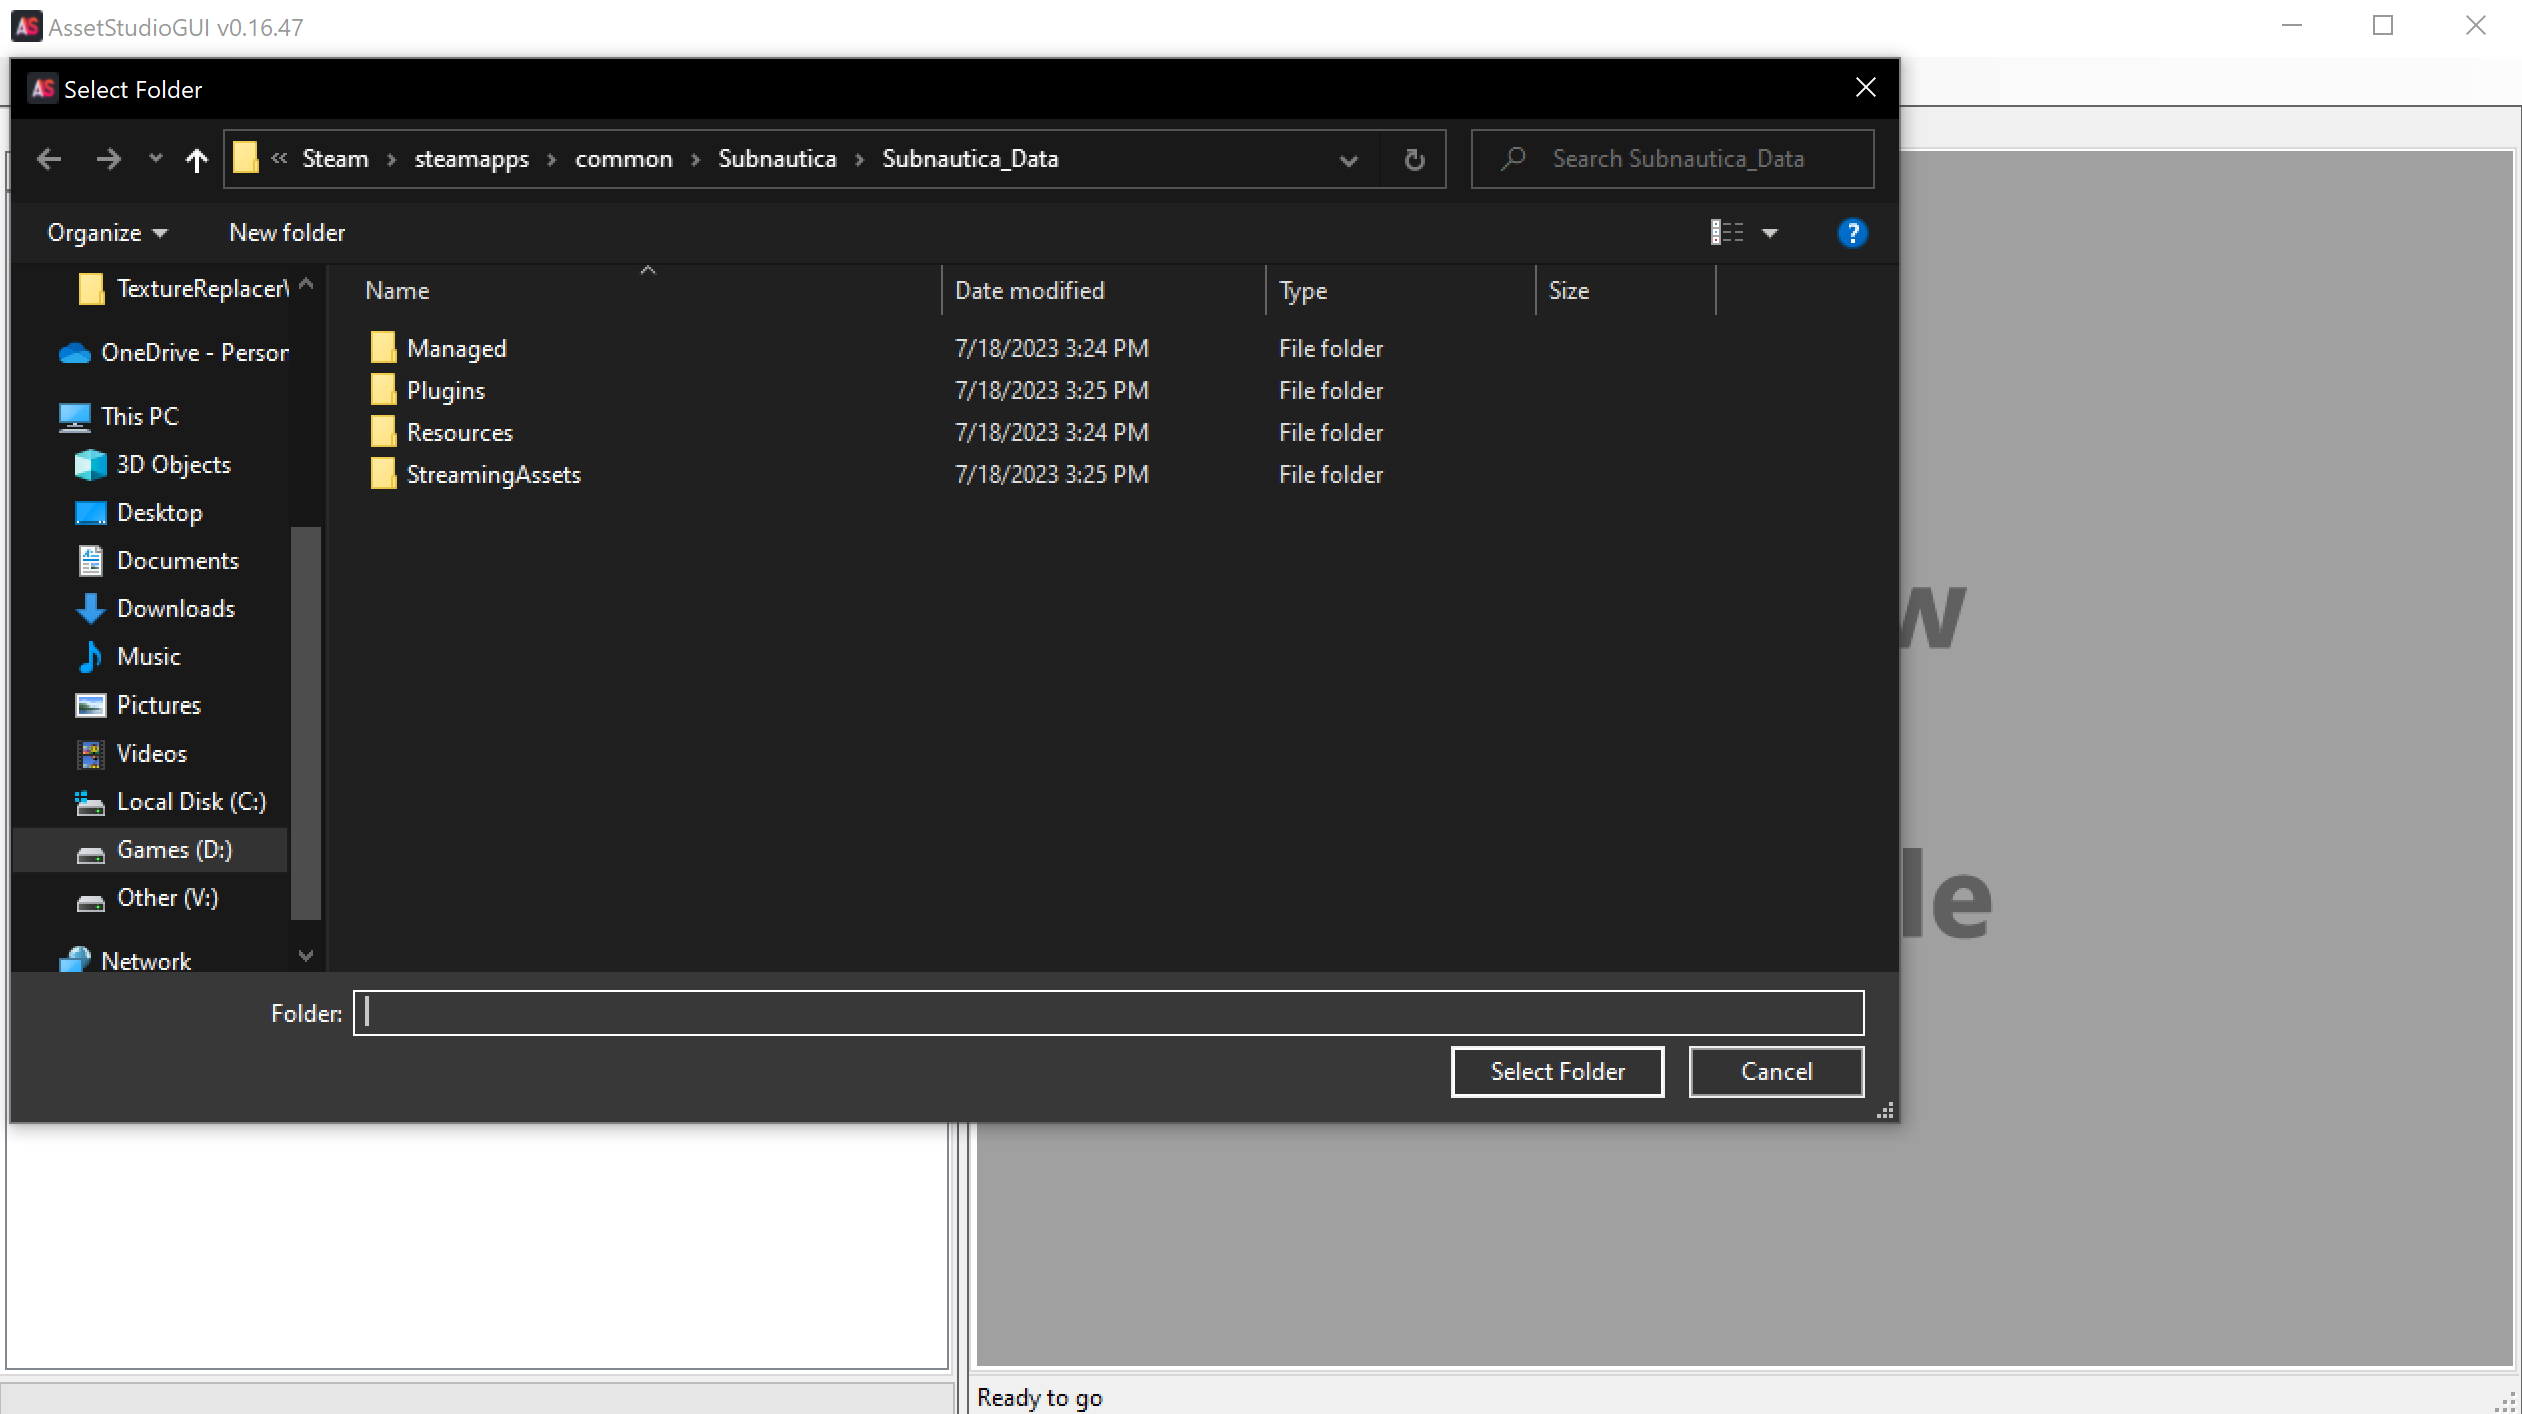 AS AssetStudioGUI v0.16.47
AS Select Folder
« Steam > steamapps > common > Subnautica > Subnautica_Data
Search Subnautica_Data
Organize
New folder
?
Name
Date modified
Type
Size
Managed 7/18/2023 3:24 PM File folder
Plugins 7/18/2023 3:25 PM File folder
Resources 7/18/2023 3:24 PM File folder
StreamingAssets 7/18/2023 3:25 PM File folder
TextureReplacer
OneDrive - Person
This PC
3D Objects
Desktop
Documents
Downloads
Music
Pictures
Videos
Local Disk (C:)
Games (D:)
Other (V:)
Network
w
le
Folder:
Select Folder
Cancel
Ready to go